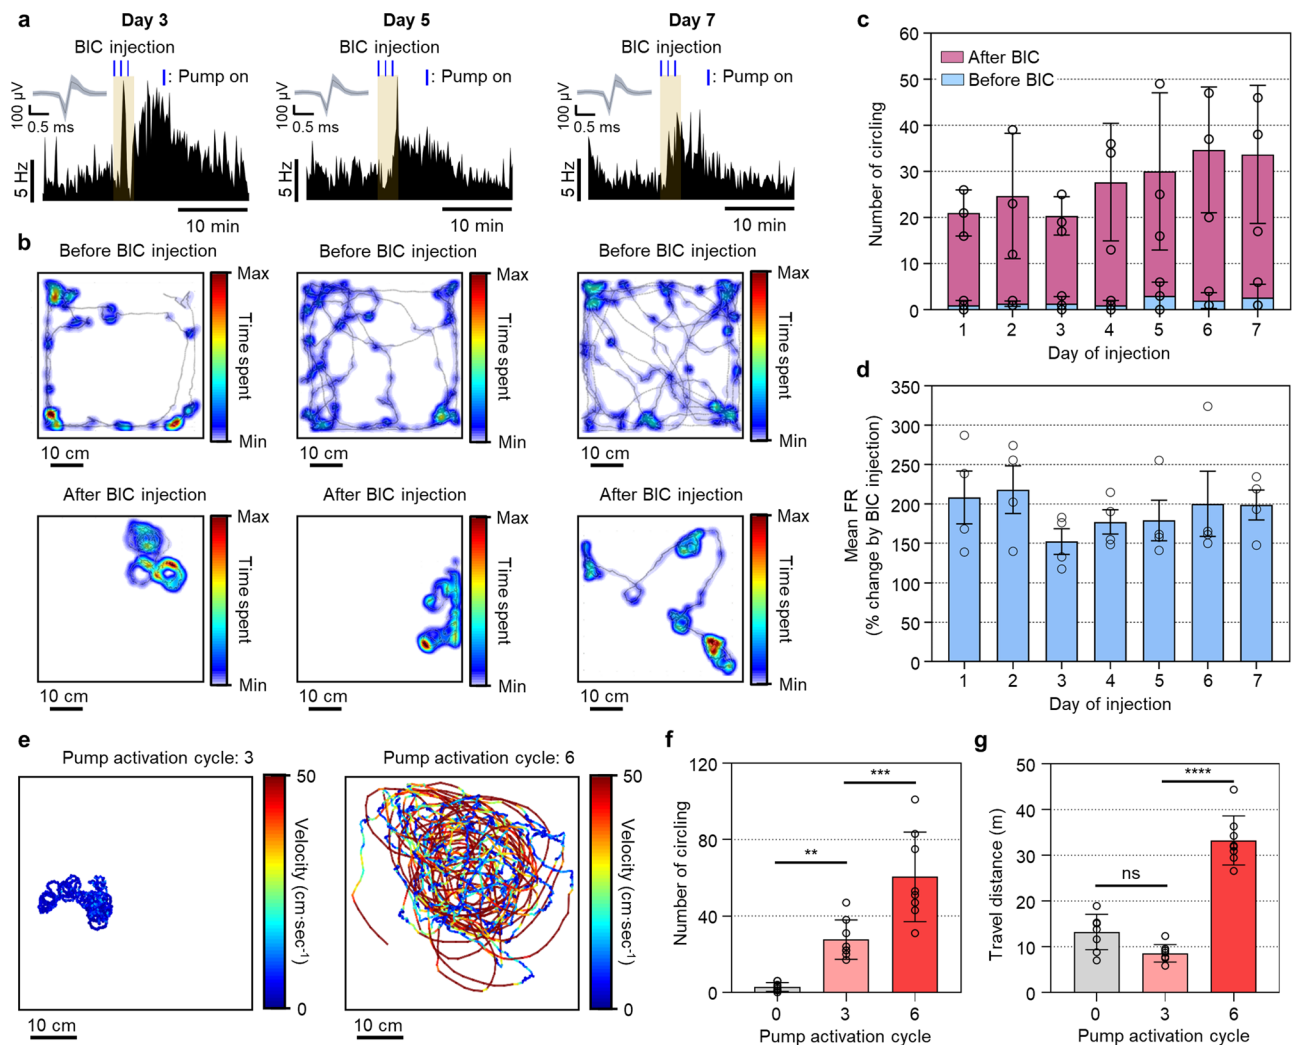 a
Day 3
Day 5
Day 7
BIC injection
BIC injection
BIC injection
: Pump on
: Pump on
: Pump on
100 µV
0.5 ms
100 µV
0.5 ms
100 µV
0.5 ms
5 Hz
5 Hz
5 Hz
10 min
10 min
10 min
b
Before BIC injection
Before BIC injection
Before BIC injection
Max
Time spent
Min
Max
Time spent
Min
Max
Time spent
Min
10 cm
10 cm
10 cm
After BIC injection
After BIC injection
After BIC injection
Max
Time spent
Min
Max
Time spent
Min
Max
Time spent
Min
10 cm
10 cm
10 cm
c
Number of circling
60
50
40
30
20
10
0
After BIC
Before BIC
1 2 3 4 5 6 7
Day of injection
d
Mean FR
(% change by BIC injection)
350
300
250
200
150
100
50
0
1 2 3 4 5 6 7
Day of injection
e
Pump activation cycle: 3
Pump activation cycle: 6
50
Velocity (cm·sec⁻¹)
0
50
Velocity (cm·sec⁻¹)
0
10 cm
10 cm
f
Number of circling
120
80
40
0
**
***
0 3 6
Pump activation cycle
g
Travel distance (m)
50
40
30
20
10
0
ns
****
0 3 6
Pump activation cycle